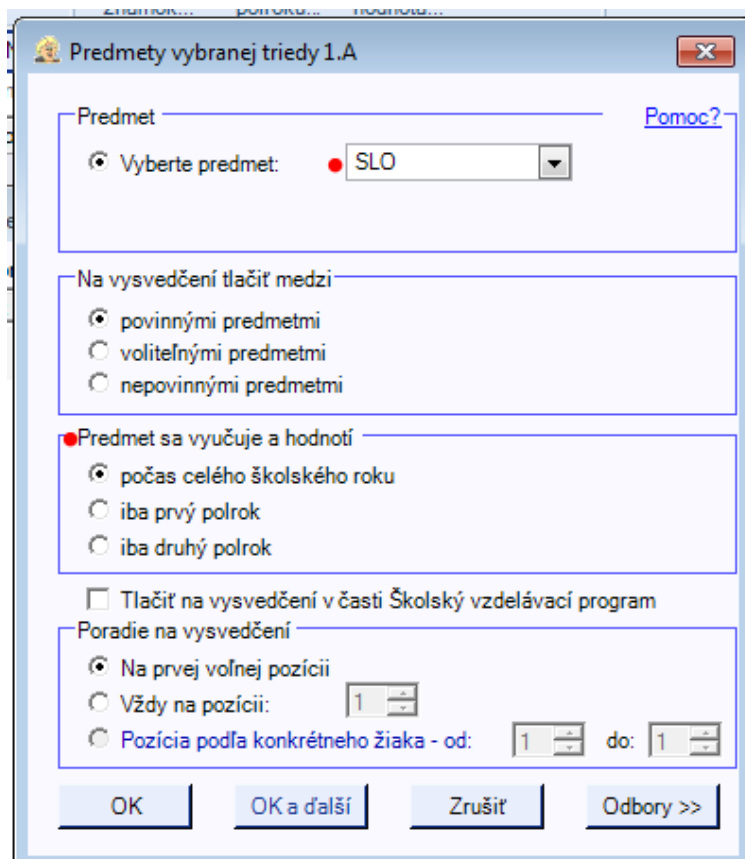 známok... polroku... hodnotu...
Predmety vybranej triedy 1.A
Predmet Pomoc?
Vyberte predmet: SLO
Na vysvedčení tlačiť medzi
povinnými predmetmi
voliteľnými predmetmi
nepovinnými predmetmi
Predmet sa vyučuje a hodnotí
počas celého školského roku
iba prvý polrok
iba druhý polrok
Tlačiť na vysvedčení v časti Školský vzdelávací program
Poradie na vysvedčení
Na prvej voľnej pozícii
Vždy na pozícii: 1
Pozícia podľa konkrétneho žiaka - od: 1 do: 1
OK OK a ďalší Zrušiť Odbory >>